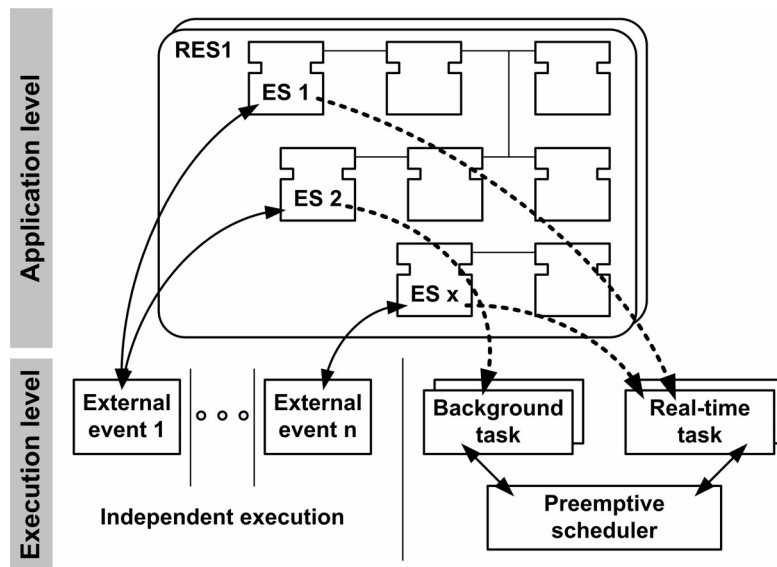 Application level
RES1
ES 1
ES 2
ES x
Execution level
External
event 1
External
event n
Background
task
Real-time
task
Independent execution
Preemptive
scheduler